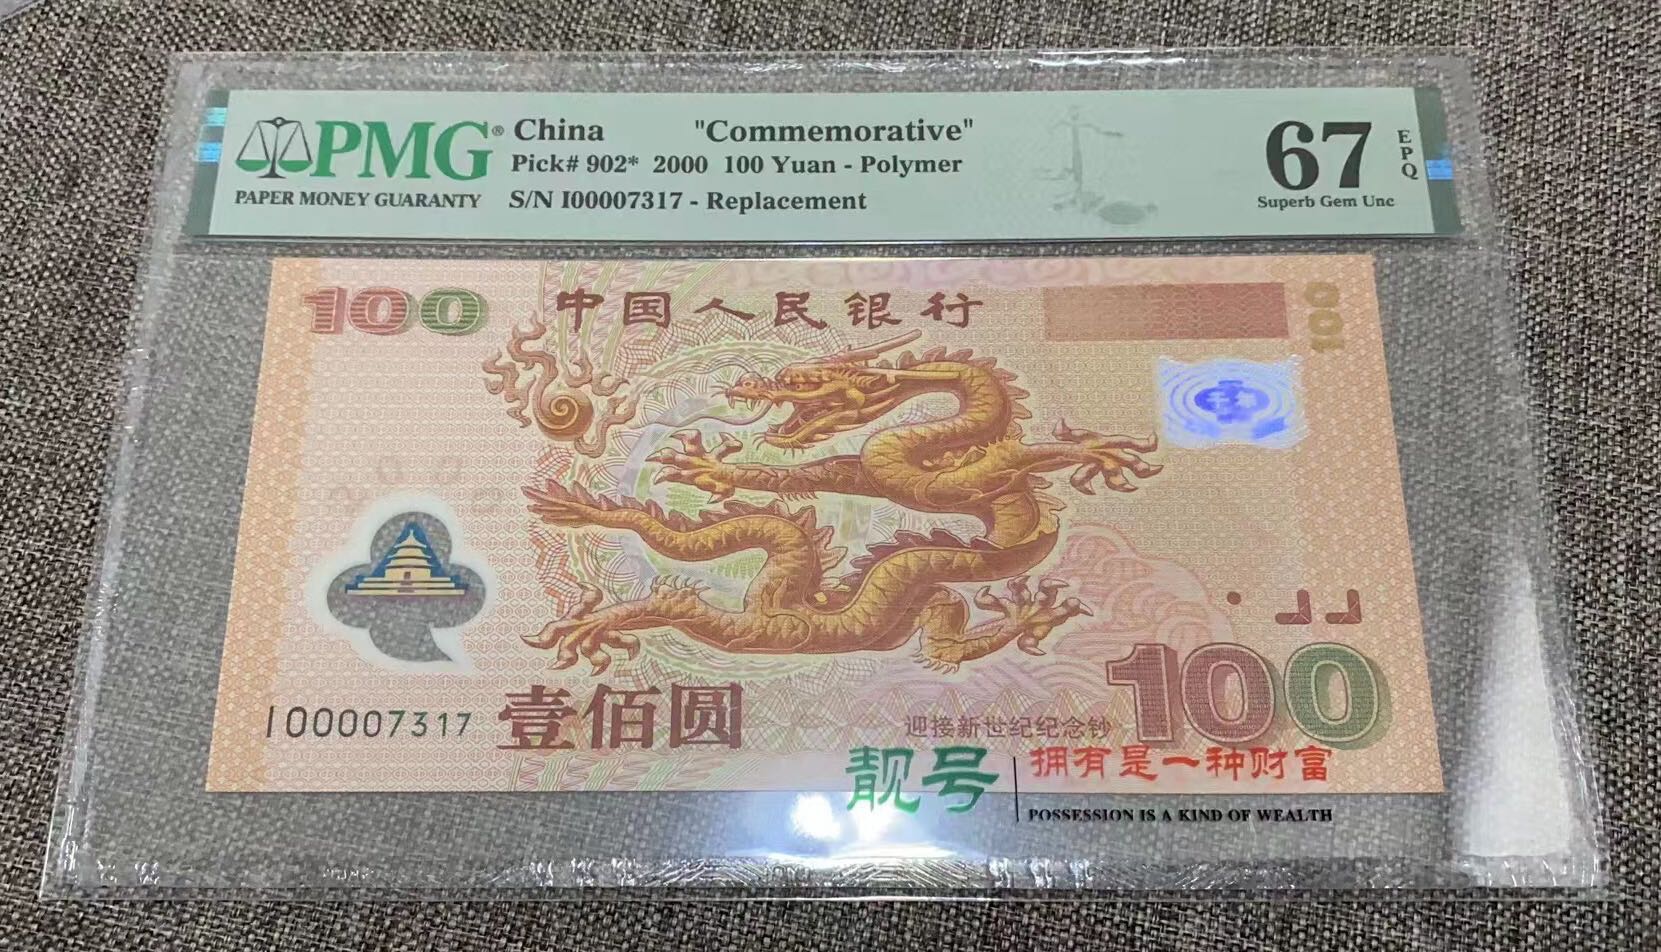 PMG®
PAPER MONEY GUARANTY
China "Commemorative"
Pick# 902* 2000 100 Yuan - Polymer
S/N I00007317 - Replacement
67
EPQ
Superb Gem Unc
100
中国人民银行
100
千年
I00007317
壹佰圆
迎接新世纪纪念钞
100
靓号
拥有是一种财富
POSSESSION IS A KIND OF WEALTH